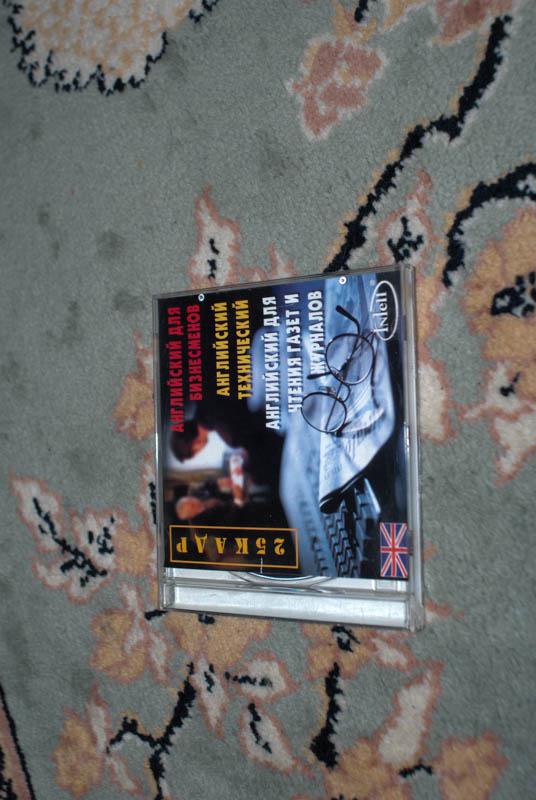 АНГЛИЙСКИЙ ДЛЯ
БИЗНЕСМЕНОВ
АНГЛИЙСКИЙ
ТЕХНИЧЕСКИЙ
АНГЛИЙСКИЙ ДЛЯ
ЧТЕНИЯ ГАЗЕТ И
ЖУРНАЛОВ
25КАДР